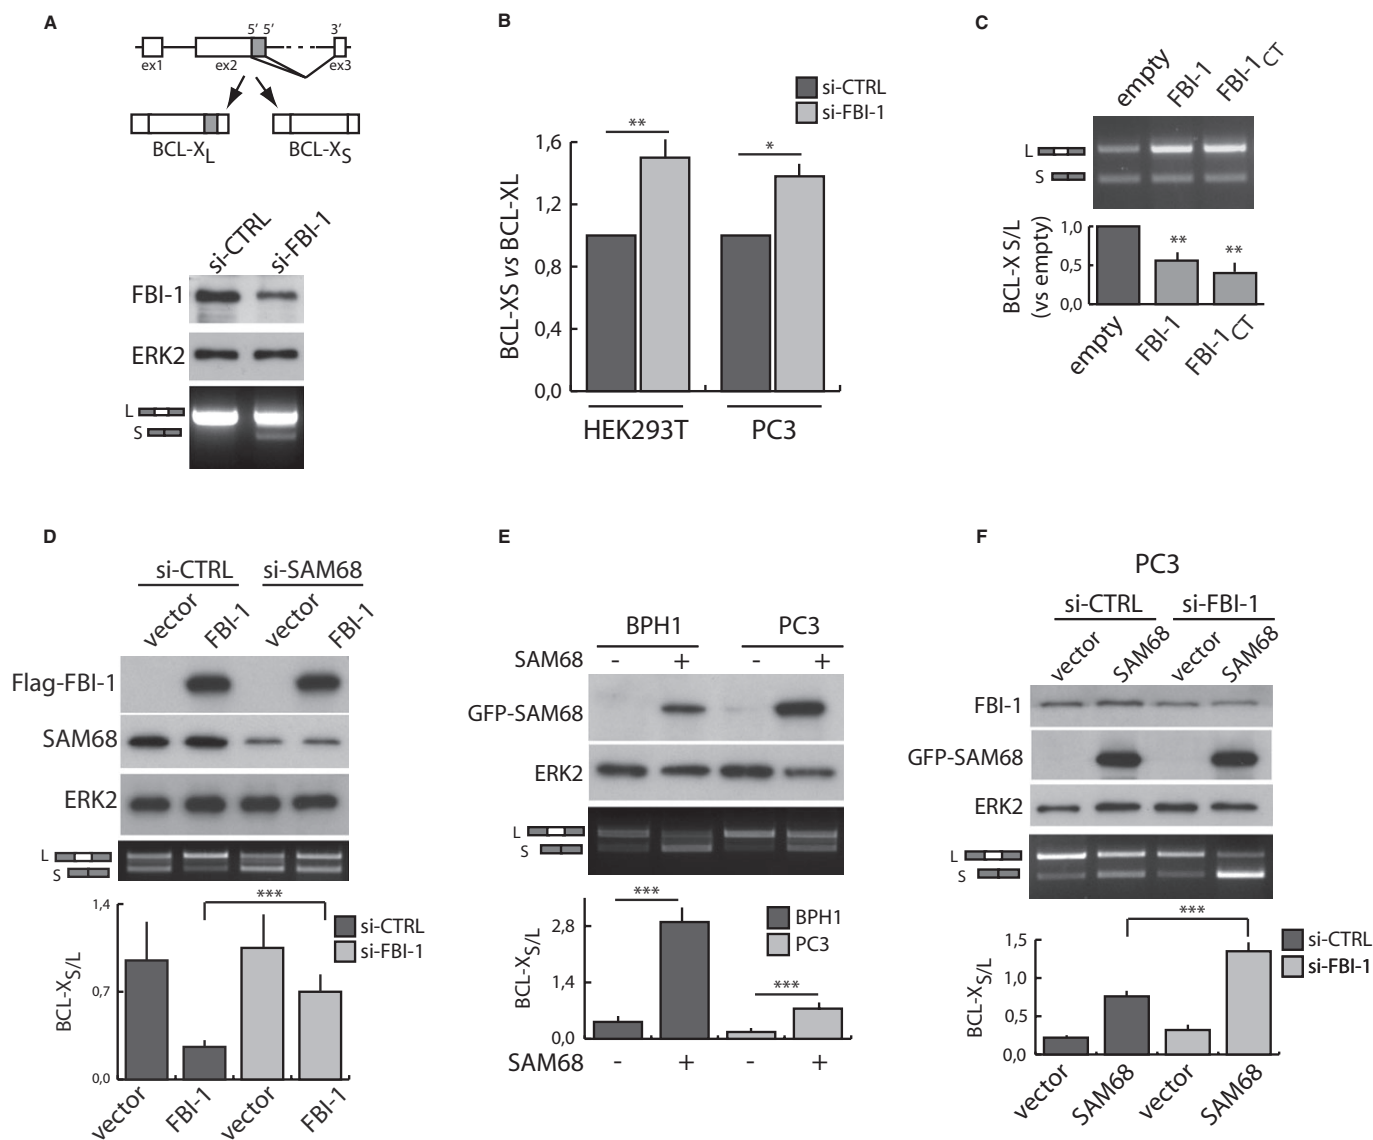 A
5' 5' 3'
ex1 ex2 ex3
BCL-XL BCL-XS
si-CTRL si-FBI-1
FBI-1
ERK2
L
S
B
si-CTRL
si-FBI-1
BCL-XS vs BCL-XL
1,6
**
*
1,2
0,8
0,4
0,0
HEK293T PC3
C
empty FBI-1 FBI-1CT
L
S
BCL-X S/L
(vs empty)
1,0
0,5
0,0
** **
empty FBI-1 FBI-1CT
D
si-CTRL si-SAM68
vector FBI-1 vector FBI-1
Flag-FBI-1
SAM68
ERK2
L
S
BCL-XS/L
1,4
0,7
0,0
***
si-CTRL
si-FBI-1
vector FBI-1 vector FBI-1
E
BPH1 PC3
SAM68 - + - +
GFP-SAM68
ERK2
L
S
BCL-XS/L
2,8
1,4
0,0
***
***
BPH1
PC3
SAM68 - + - +
F
PC3
si-CTRL si-FBI-1
vector SAM68 vector SAM68
FBI-1
GFP-SAM68
ERK2
L
S
BCL-XS/L
1,5
1,0
0,5
0,0
***
si-CTRL
si-FBI-1
vector SAM68 vector SAM68